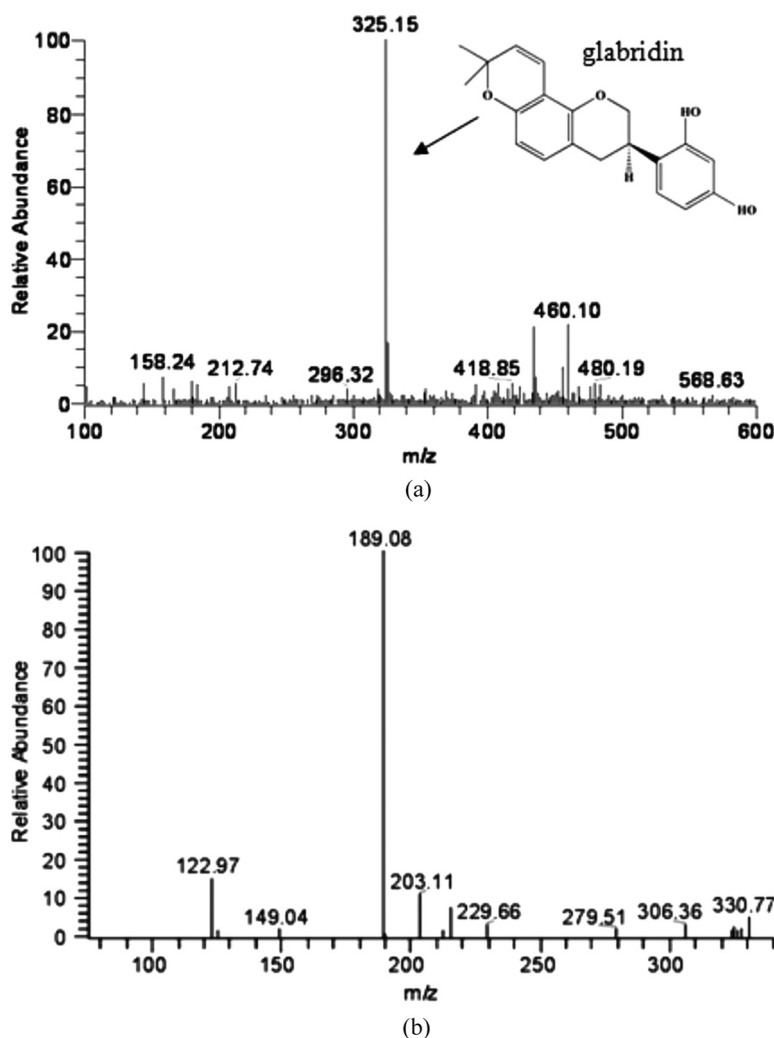 325.15
glabridin
O
O
HO
H
HO
Relative Abundance
100
80
60
40
20
0
158.24
212.74
296.32
418.85
460.10
480.19
568.63
100 200 300 400 500 600
m/z
(a)
189.08
Relative Abundance
100
90
80
70
60
50
40
30
20
10
0
122.97
149.04
203.11
229.66
279.51
306.36
330.77
100 150 200 250 300
m/z
(b)